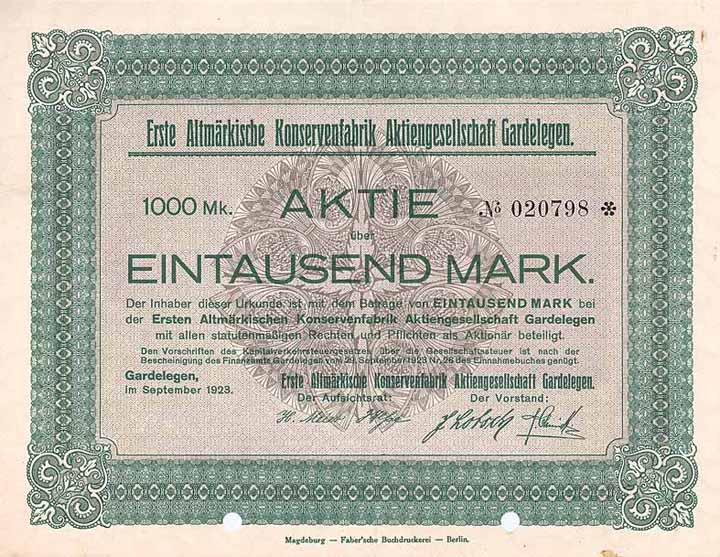 Erste Altmärkische Konservenfabrik Aktiengesellschaft Gardelegen.
1000 Mk. AKTIE № 020798 *
über
EINTAUSEND MARK.
Der Inhaber dieser Urkunde ist mit dem Betrage von EINTAUSEND MARK bei
der Ersten Altmärkischen Konservenfabrik Aktiengesellschaft Gardelegen
mit allen statutenmäßigen Rechten und Pflichten als Aktionär beteiligt.
Den Vorschriften des Kapitalverkehrsteuergesetzes über die Gesellschaftssteuer ist nach der
Bescheinigung des Finanzamts Gardelegen vom 29. September 1923 Nr. 26 des Einnahmebuches genügt.
Gardelegen,
im September 1923.
Erste Altmärkische Konservenfabrik Aktiengesellschaft Gardelegen.
Der Aufsichtsrat: Der Vorstand:
Magdeburg — Faber'sche Buchdruckerei — Berlin.